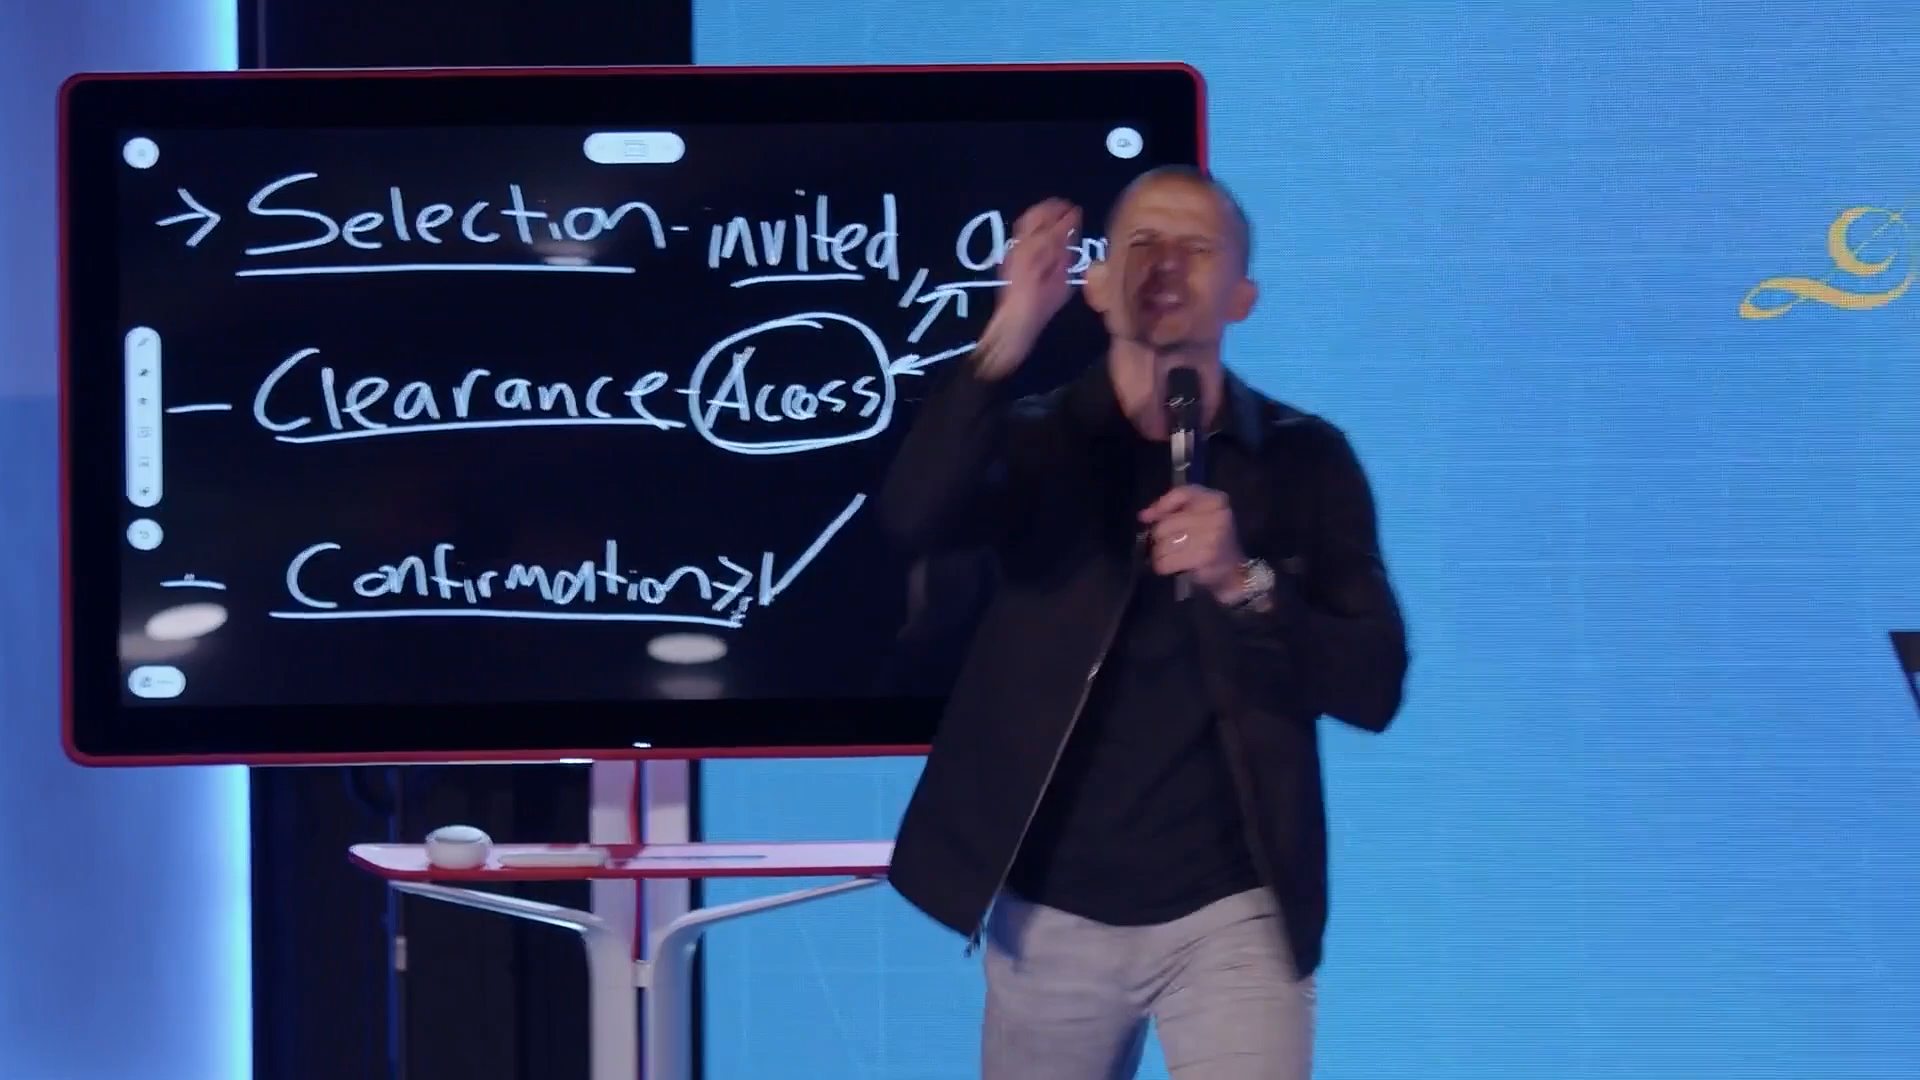 → Selection - invited,
- Clearance - Access
- Confirmation >